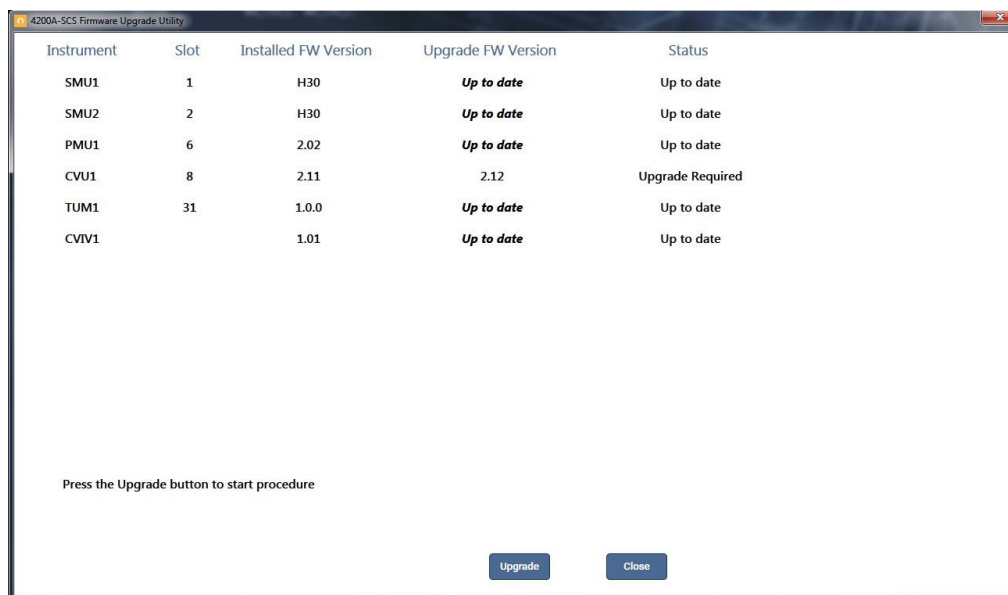 4200A-SCS Firmware Upgrade Utility
Instrument Slot Installed FW Version Upgrade FW Version Status
SMU1 1 H30 Up to date Up to date
SMU2 2 H30 Up to date Up to date
PMU1 6 2.02 Up to date Up to date
CVU1 8 2.11 2.12 Upgrade Required
TUM1 31 1.0.0 Up to date Up to date
CVIV1 1.01 Up to date Up to date
Press the Upgrade button to start procedure
Upgrade Close